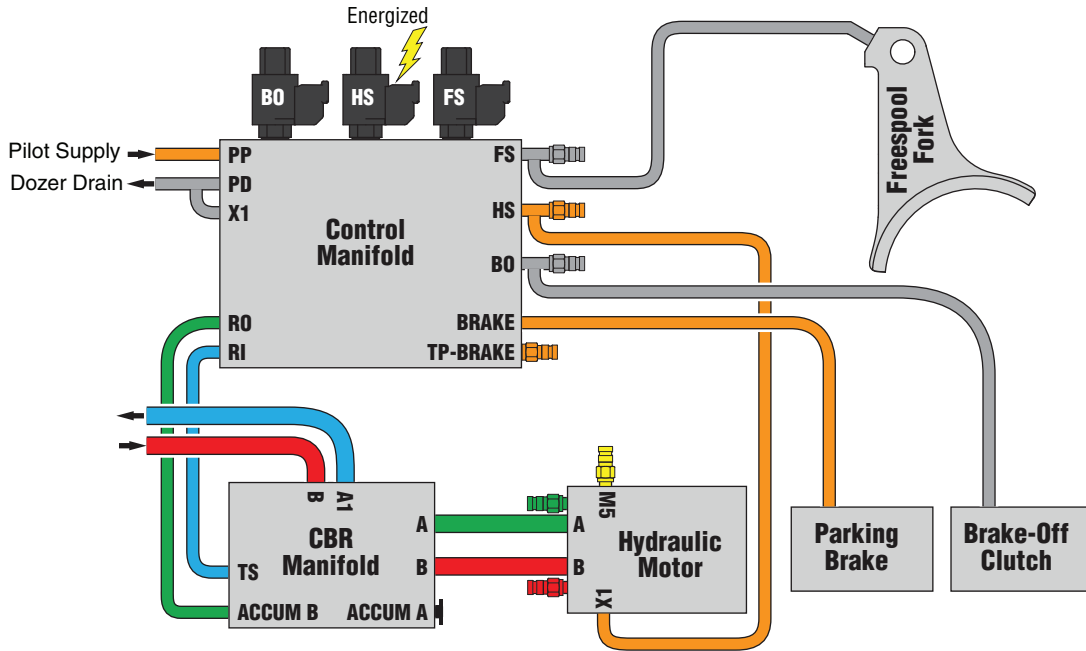 Energized
BO
HS
FS
Pilot Supply
Dozer Drain
PP
PD
X1
Control
Manifold
FS
HS
BO
BRAKE
TP-BRAKE
RO
RI
Freespool
Fork
B
A1
CBR
Manifold
A
B
TS
ACCUM B
ACCUM A
M5
A
B
Hydraulic
Motor
X1
Parking
Brake
Brake-Off
Clutch